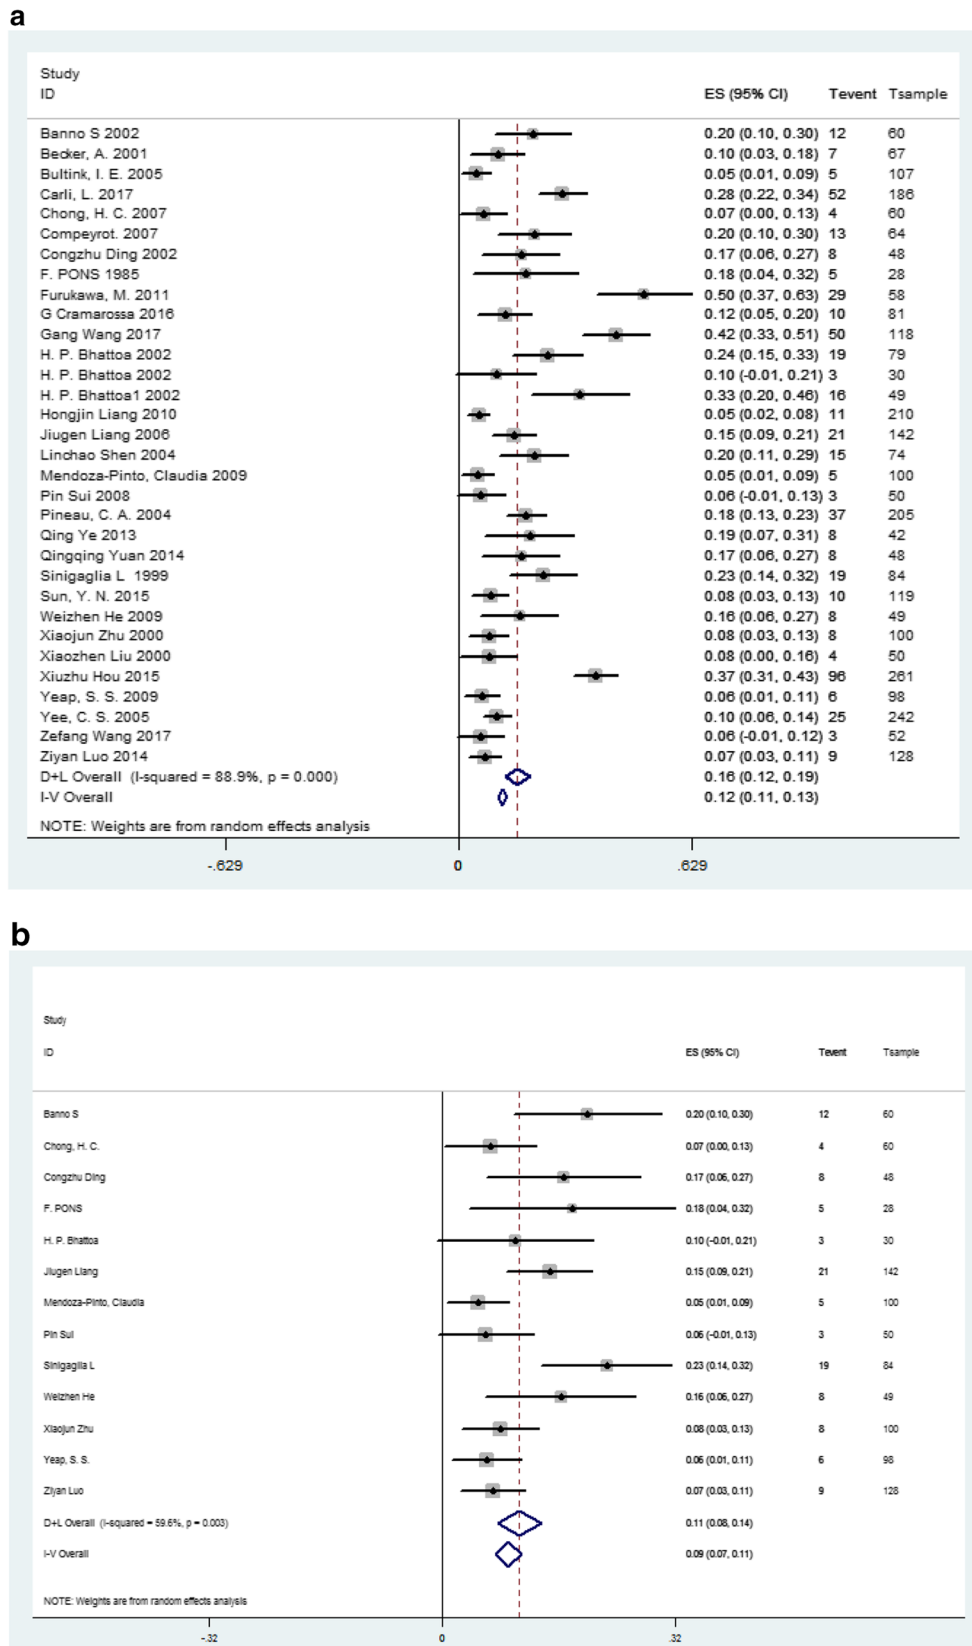 a
Study
ID ES (95% CI) Tevent Tsample
Banno S 2002 0.20 (0.10, 0.30) 12 60
Becker, A. 2001 0.10 (0.03, 0.18) 7 67
Bultink, I. E. 2005 0.05 (0.01, 0.09) 5 107
Carli, L. 2017 0.28 (0.22, 0.34) 52 186
Chong, H. C. 2007 0.07 (0.00, 0.13) 4 60
Compeyrot. 2007 0.20 (0.10, 0.30) 13 64
Congzhu Ding 2002 0.17 (0.06, 0.27) 8 48
F. PONS 1985 0.18 (0.04, 0.32) 5 28
Furukawa, M. 2011 0.50 (0.37, 0.63) 29 58
G Cramarossa 2016 0.12 (0.05, 0.20) 10 81
Gang Wang 2017 0.42 (0.33, 0.51) 50 118
H. P. Bhattoa 2002 0.24 (0.15, 0.33) 19 79
H. P. Bhattoa 2002 0.10 (-0.01, 0.21) 3 30
H. P. Bhattoa1 2002 0.33 (0.20, 0.46) 16 49
Hongjin Liang 2010 0.05 (0.02, 0.08) 11 210
Jiugen Liang 2006 0.15 (0.09, 0.21) 21 142
Linchao Shen 2004 0.20 (0.11, 0.29) 15 74
Mendoza-Pinto, Claudia 2009 0.05 (0.01, 0.09) 5 100
Pin Sui 2008 0.06 (-0.01, 0.13) 3 50
Pineau, C. A. 2004 0.18 (0.13, 0.23) 37 205
Qing Ye 2013 0.19 (0.07, 0.31) 8 42
Qingqing Yuan 2014 0.17 (0.06, 0.27) 8 48
Sinigaglia L 1999 0.23 (0.14, 0.32) 19 84
Sun, Y. N. 2015 0.08 (0.03, 0.13) 10 119
Weizhen He 2009 0.16 (0.06, 0.27) 8 49
Xiaojun Zhu 2000 0.08 (0.03, 0.13) 8 100
Xiaozhen Liu 2000 0.08 (0.00, 0.16) 4 50
Xiuzhu Hou 2015 0.37 (0.31, 0.43) 96 261
Yeap, S. S. 2009 0.06 (0.01, 0.11) 6 98
Yee, C. S. 2005 0.10 (0.06, 0.14) 25 242
Zefang Wang 2017 0.06 (-0.01, 0.12) 3 52
Ziyan Luo 2014 0.07 (0.03, 0.11) 9 128
D+L Overall (I-squared = 88.9%, p = 0.000) 0.16 (0.12, 0.19)
I-V Overall 0.12 (0.11, 0.13)
NOTE: Weights are from random effects analysis
-.629 0 .629
b
Study
ID ES (95% CI) Tevent Tsample
Banno S 0.20 (0.10, 0.30) 12 60
Chong, H. C. 0.07 (0.00, 0.13) 4 60
Congzhu Ding 0.17 (0.06, 0.27) 8 48
F. PONS 0.18 (0.04, 0.32) 5 28
H. P. Bhattoa 0.10 (-0.01, 0.21) 3 30
Jiugen Liang 0.15 (0.09, 0.21) 21 142
Mendoza-Pinto, Claudia 0.05 (0.01, 0.09) 5 100
Pin Sui 0.06 (-0.01, 0.13) 3 50
Sinigaglia L 0.23 (0.14, 0.32) 19 84
Weizhen He 0.16 (0.06, 0.27) 8 49
Xiaojun Zhu 0.08 (0.03, 0.13) 8 100
Yeap, S. S. 0.06 (0.01, 0.11) 6 98
Ziyan Luo 0.07 (0.03, 0.11) 9 128
D+L Overall (I-squared = 59.6%, p = 0.003) 0.11 (0.08, 0.14)
I-V Overall 0.09 (0.07, 0.11)
NOTE: Weights are from random effects analysis
-.32 0 .32